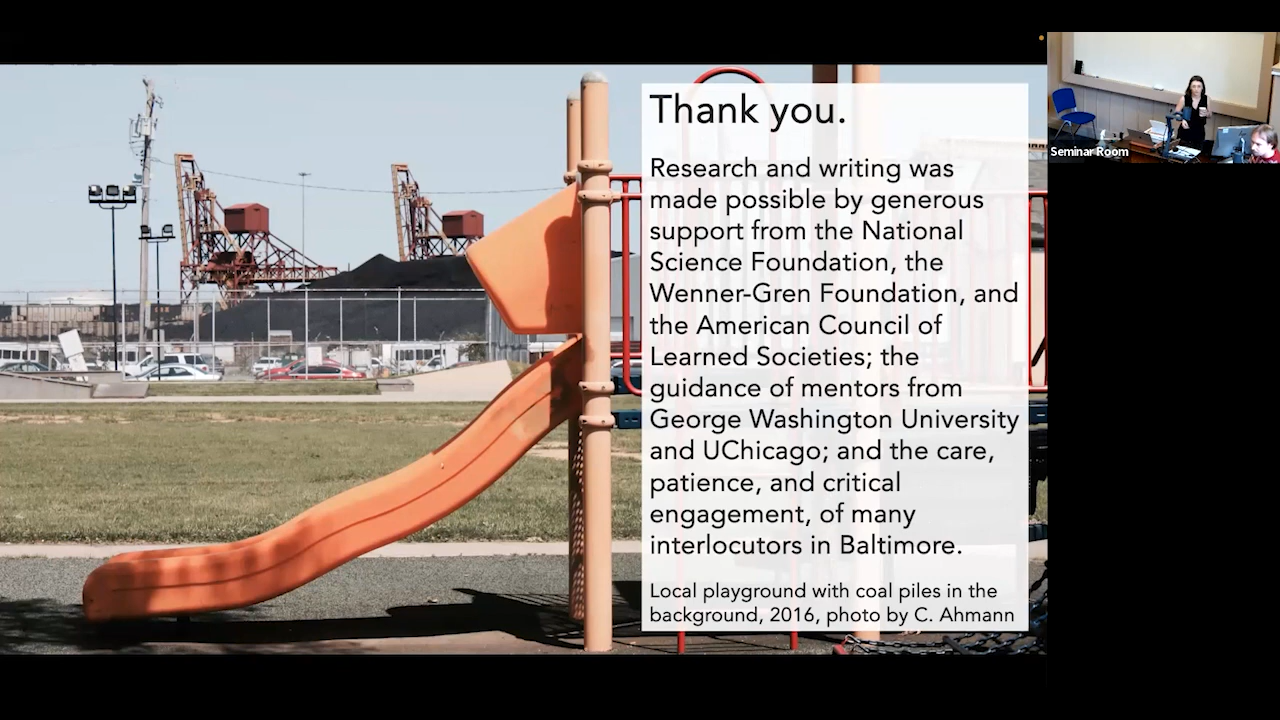 Thank you.
Research and writing was
made possible by generous
support from the National
Science Foundation, the
Wenner-Gren Foundation, and
the American Council of
Learned Societies; the
guidance of mentors from
George Washington University
and UChicago; and the care,
patience, and critical
engagement, of many
interlocutors in Baltimore.
Local playground with coal piles in the
background, 2016, photo by C. Ahmann
Seminar Room